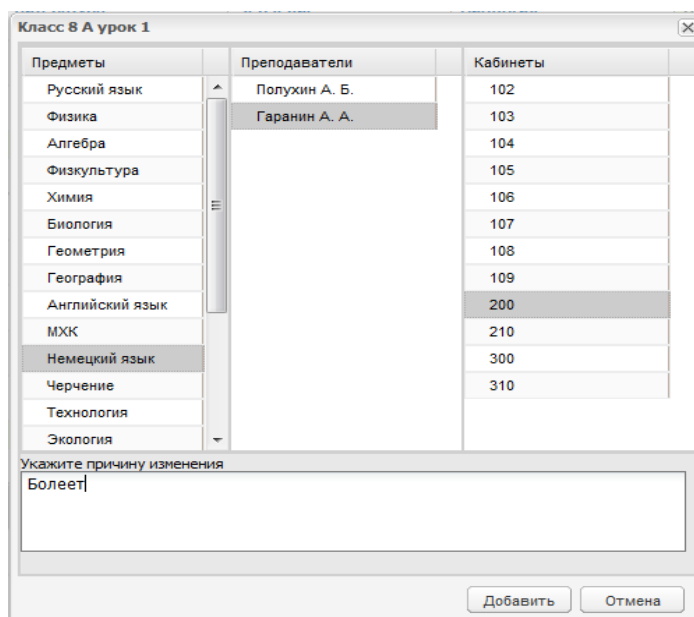 Класс 8 А урок 1
Предметы
Русский язык
Физика
Алгебра
Физкультура
Химия
Биология
Геометрия
География
Английский язык
МХК
Немецкий язык
Черчение
Технология
Экология
Преподаватели
Полухин А. Б.
Гаранин А. А.
Кабинеты
102
103
104
105
106
107
108
109
200
210
300
310
Укажите причину изменения
Болеет
Добавить
Отмена